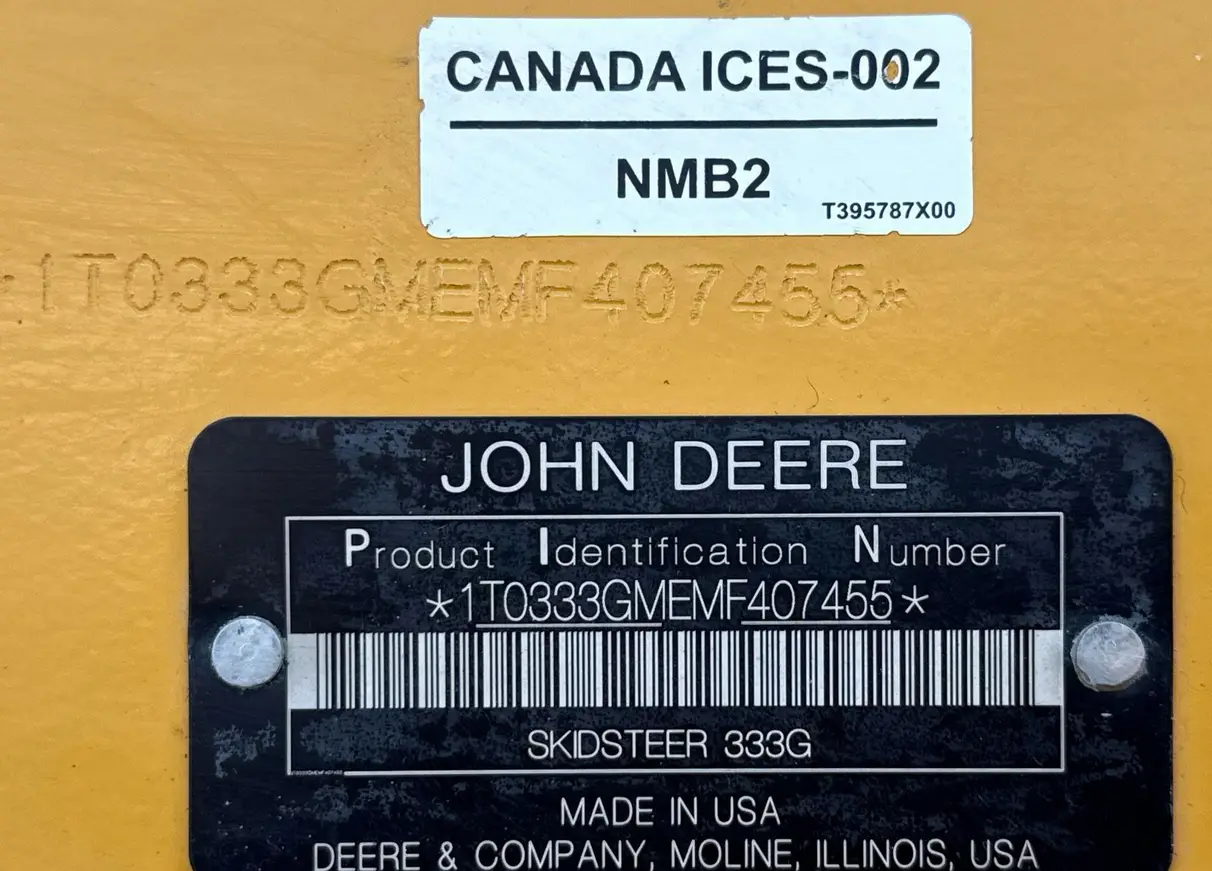 CANADA ICES-002
NMB2
T395787X00
*1T0333GMEMF407455*
JOHN DEERE
Product Identification Number
*1T0333GMEMF407455*
SKIDSTEER 333G
MADE IN USA
DEERE & COMPANY, MOLINE, ILLINOIS, USA